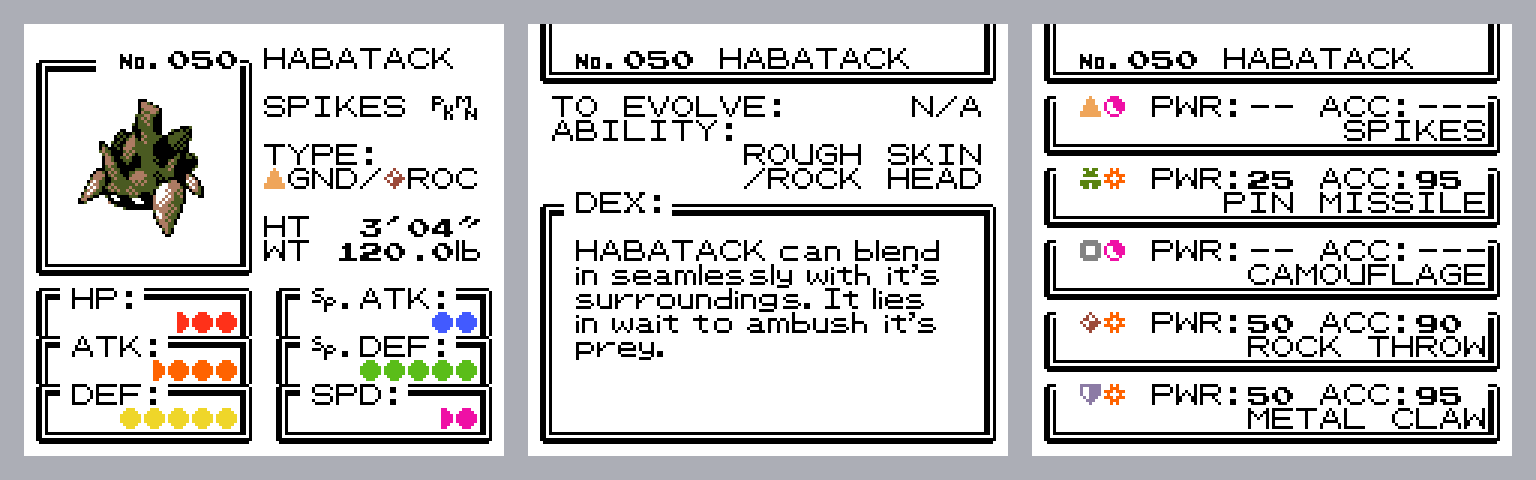 No. 050 HABATACK
SPIKES PKMN
TYPE:
GND/ROC
HT 3'04"
WT 120.0lb
HP:
Sp. ATK:
ATK:
Sp. DEF:
DEF:
SPD:
No. 050 HABATACK
TO EVOLVE: N/A
ABILITY:
ROUGH SKIN
/ROCK HEAD
DEX:
HABATACK can blend
in seamlessly with it's
surroundings. It lies
in wait to ambush it's
prey.
No. 050 HABATACK
PWR:-- ACC:---
SPIKES
PWR:25 ACC:95
PIN MISSILE
PWR:-- ACC:---
CAMOUFLAGE
PWR:50 ACC:90
ROCK THROW
PWR:50 ACC:95
METAL CLAW